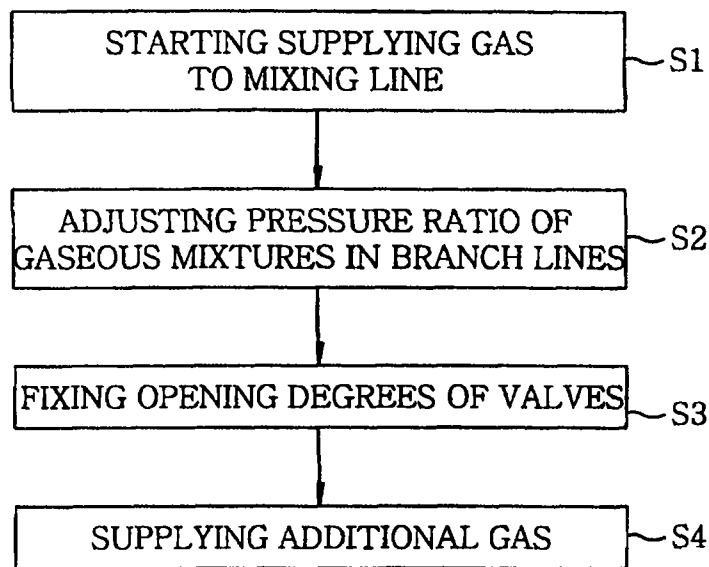 STARTING SUPPLYING GAS
TO MIXING LINE
S1
ADJUSTING PRESSURE RATIO OF
GASEOUS MIXTURES IN BRANCH LINES
S2
FIXING OPENING DEGREES OF VALVES
S3
SUPPLYING ADDITIONAL GAS
S4